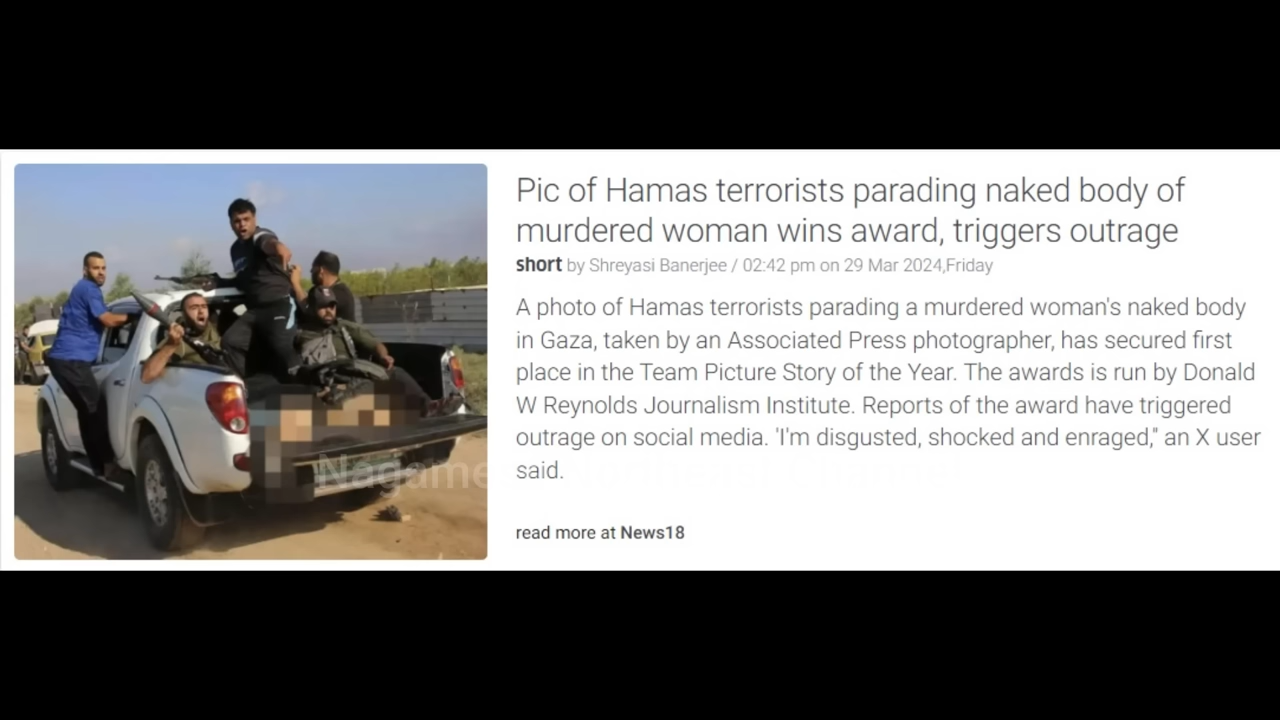 Pic of Hamas terrorists parading naked body of
murdered woman wins award, triggers outrage
short by Shreyasi Banerjee / 02:42 pm on 29 Mar 2024,Friday
A photo of Hamas terrorists parading a murdered woman's naked body
in Gaza, taken by an Associated Press photographer, has secured first
place in the Team Picture Story of the Year. The awards is run by Donald
W Reynolds Journalism Institute. Reports of the award have triggered
outrage on social media. 'I'm disgusted, shocked and enraged," an X user
said.
read more at News18